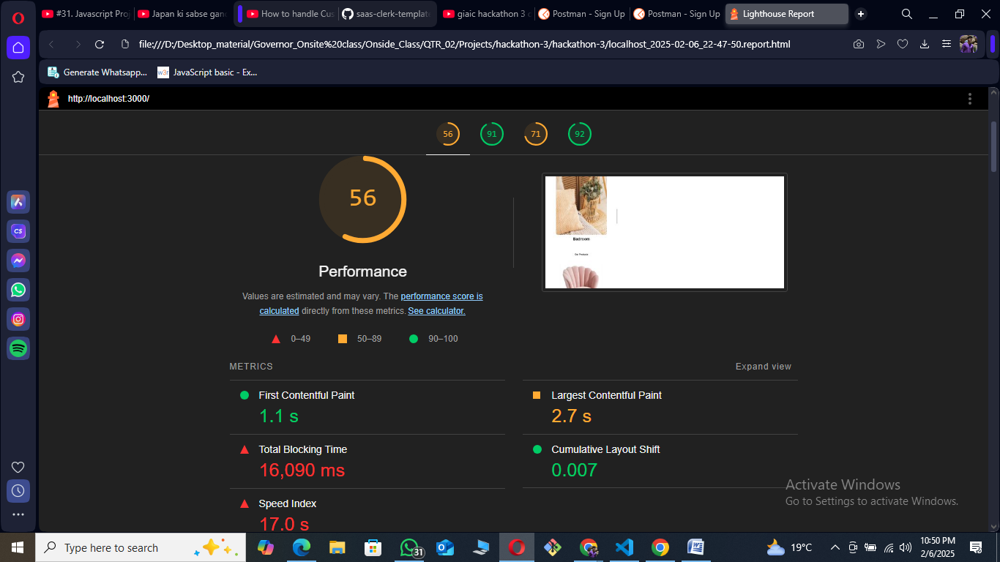 #31. Javascript Proj
Japan ki sabse gan
How to handle Cus
saas-clerk-template
giaic hackathon 3 c
Postman - Sign Up
Postman - Sign Up
Lighthouse Report
file:///D:/Desktop_material/Governor_Onsite%20class/Onside_Class/QTR_02/Projects/hackathon-3/hackathon-3/localhost_2025-02-06_22-47-50.report.html
Generate Whatsapp...
w3r
JavaScript basic - Ex...
http://localhost:3000/
56
91
71
92
56
Performance
Values are estimated and may vary. The performance score is
calculated directly from these metrics. See calculator.
0–49
50–89
90–100
Badroom
Our Products
METRICS
Expand view
First Contentful Paint
1.1 s
Largest Contentful Paint
2.7 s
Total Blocking Time
16,090 ms
Cumulative Layout Shift
0.007
Speed Index
17.0 s
Activate Windows
Go to Settings to activate Windows.
CS
Type here to search
31
19°C
10:50 PM
2/6/2025